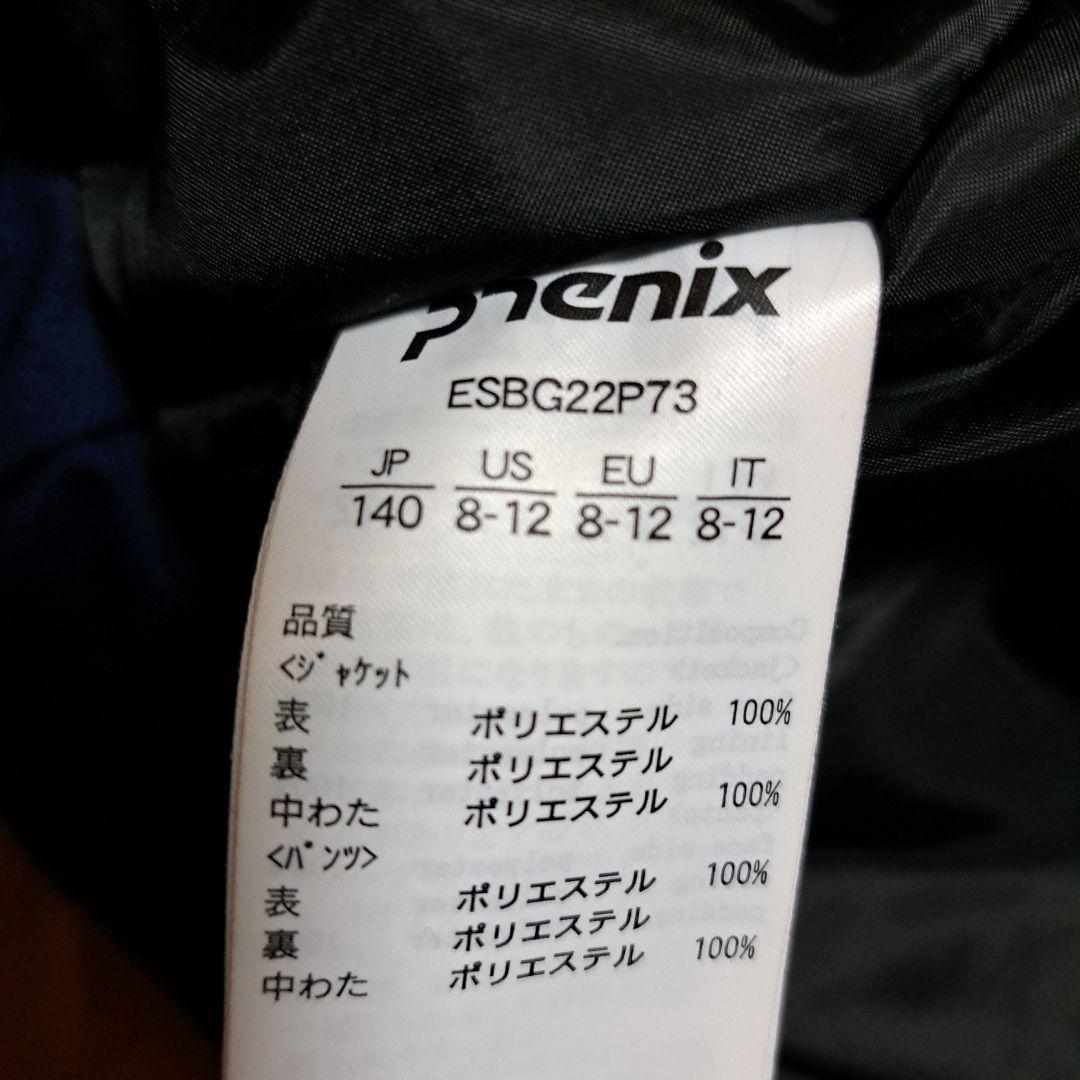 phenix
ESBG22P73
JP US EU IT
140 8-12 8-12 8-12
品質
<ジャケット
表 ポリエステル 100%
裏 ポリエステル
中わた ポリエステル 100%
<パンツ>
表 ポリエステル 100%
裏 ポリエステル
中わた ポリエステル 100%